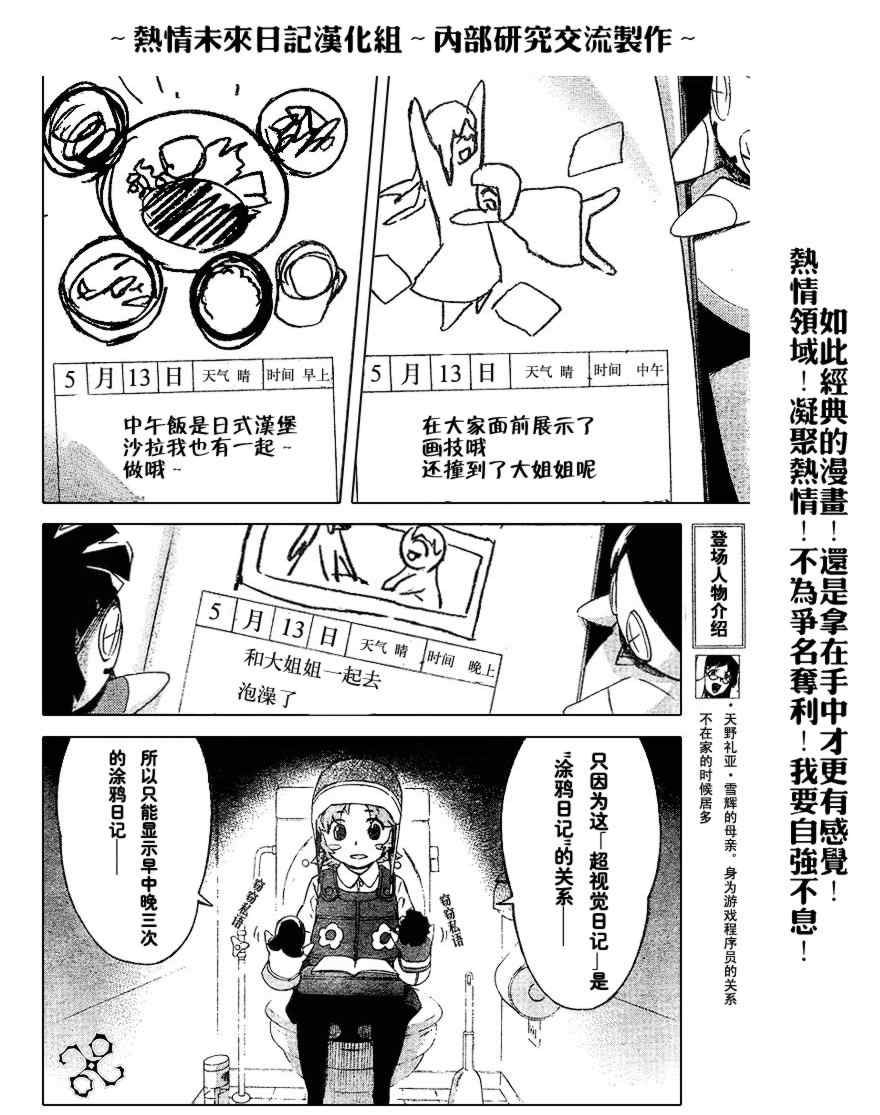 ~熱情未來日記漢化組~內部研究交流製作~
5 月 13 日 天气 晴 时间 早上
中午飯是日式漢堡
沙拉我也有一起~
做哦~
5 月 13 日 天气 晴 时间 中午
在大家面前展示了
画技哦
还撞到了大姐姐呢
如此經典的漫畫！還是拿在手中才更有感覺！
熱情領域！凝聚熱情！不為爭名奪利！我要自強不息！
5 月 13 日 天气 晴 时间 晚上
和大姐姐一起去
泡澡了
登场人物介绍
·天野礼亚·雪辉的母亲。身为游戏程序员的关系
不在家的时候居多
只因为这「超视觉日记」是
"涂鸦日记"的关系——
窃窃私语
窃窃私语
所以只能显示早中晚三次
的涂鸦日记——